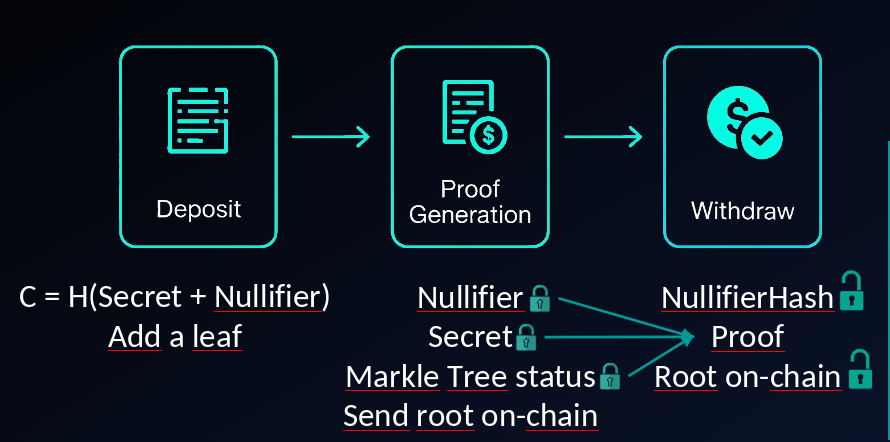 Deposit
Proof
Generation
Withdraw
C = H(Secret + Nullifier)
Add a leaf
Nullifier
Secret
Markle Tree status
Send root on-chain
NullifierHash
Proof
Root on-chain